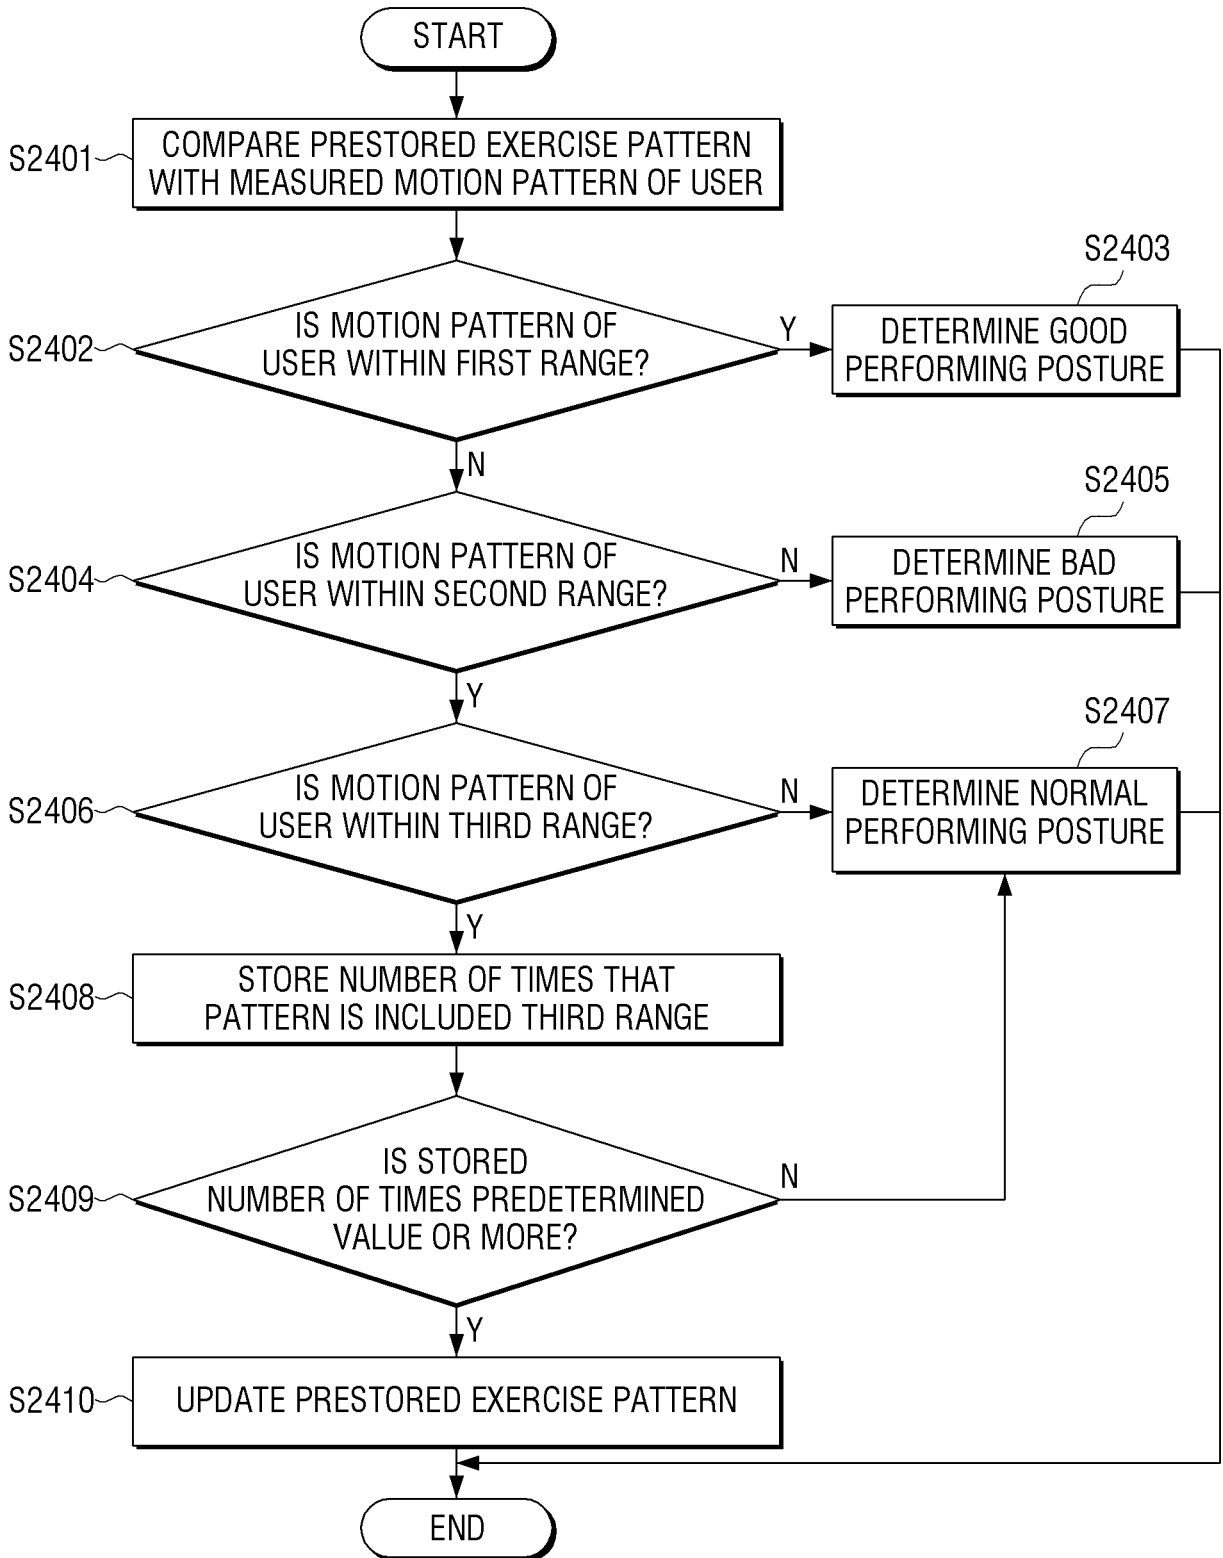 START
S2401
COMPARE PRESTORED EXERCISE PATTERN
WITH MEASURED MOTION PATTERN OF USER
S2402
IS MOTION PATTERN OF
USER WITHIN FIRST RANGE?
Y
S2403
DETERMINE GOOD
PERFORMING POSTURE
N
S2404
IS MOTION PATTERN OF
USER WITHIN SECOND RANGE?
N
S2405
DETERMINE BAD
PERFORMING POSTURE
Y
S2406
IS MOTION PATTERN OF
USER WITHIN THIRD RANGE?
N
S2407
DETERMINE NORMAL
PERFORMING POSTURE
Y
S2408
STORE NUMBER OF TIMES THAT
PATTERN IS INCLUDED THIRD RANGE
S2409
IS STORED
NUMBER OF TIMES PREDETERMINED
VALUE OR MORE?
N
Y
S2410
UPDATE PRESTORED EXERCISE PATTERN
END